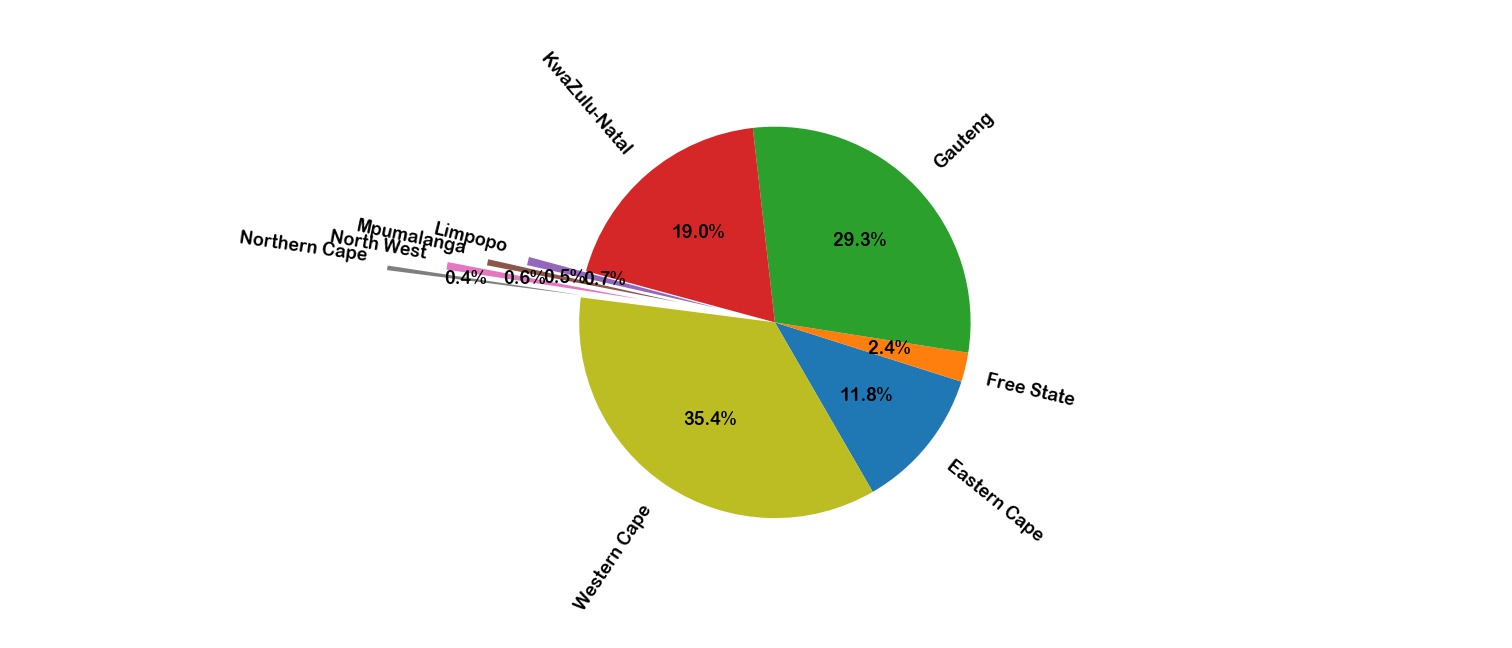 KwaZulu-Natal
Gauteng
19.0%
29.3%
Limpopo
Mpumalanga
North West
Northern Cape
0.4%
0.6%
0.5%
0.7%
2.4%
Free State
11.8%
35.4%
Eastern Cape
Western Cape